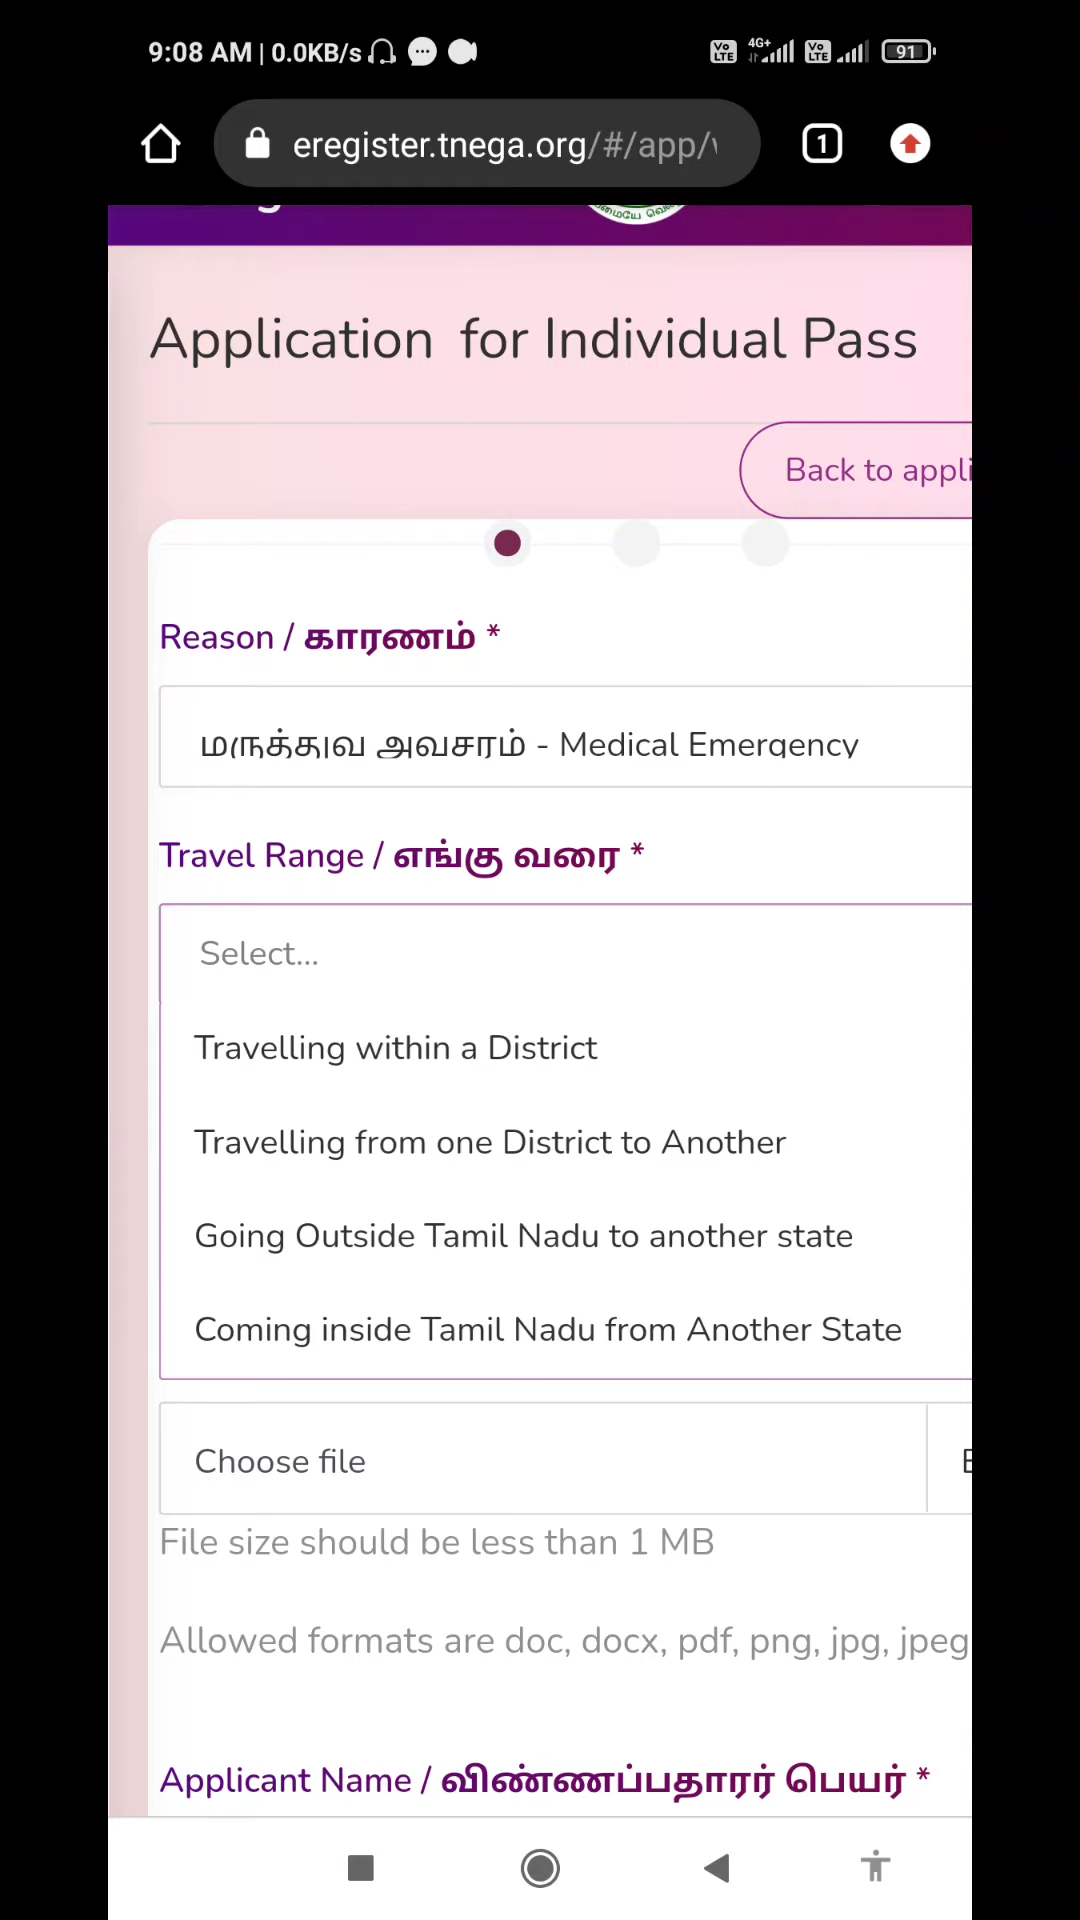 9:08 AM | 0.0KB/s
Vo LTE 4G+ Vo LTE 91
eregister.tnega.org/#/app/
1
Application for Individual Pass
Back to appli
Reason / காரணம் *
மருத்துவ அவசரம் - Medical Emergency
Travel Range / எங்கு வரை *
Select...
Travelling within a District
Travelling from one District to Another
Going Outside Tamil Nadu to another state
Coming inside Tamil Nadu from Another State
Choose file
File size should be less than 1 MB
Allowed formats are doc, docx, pdf, png, jpg, jpeg
Applicant Name / விண்ணப்பதாரர் பெயர் *